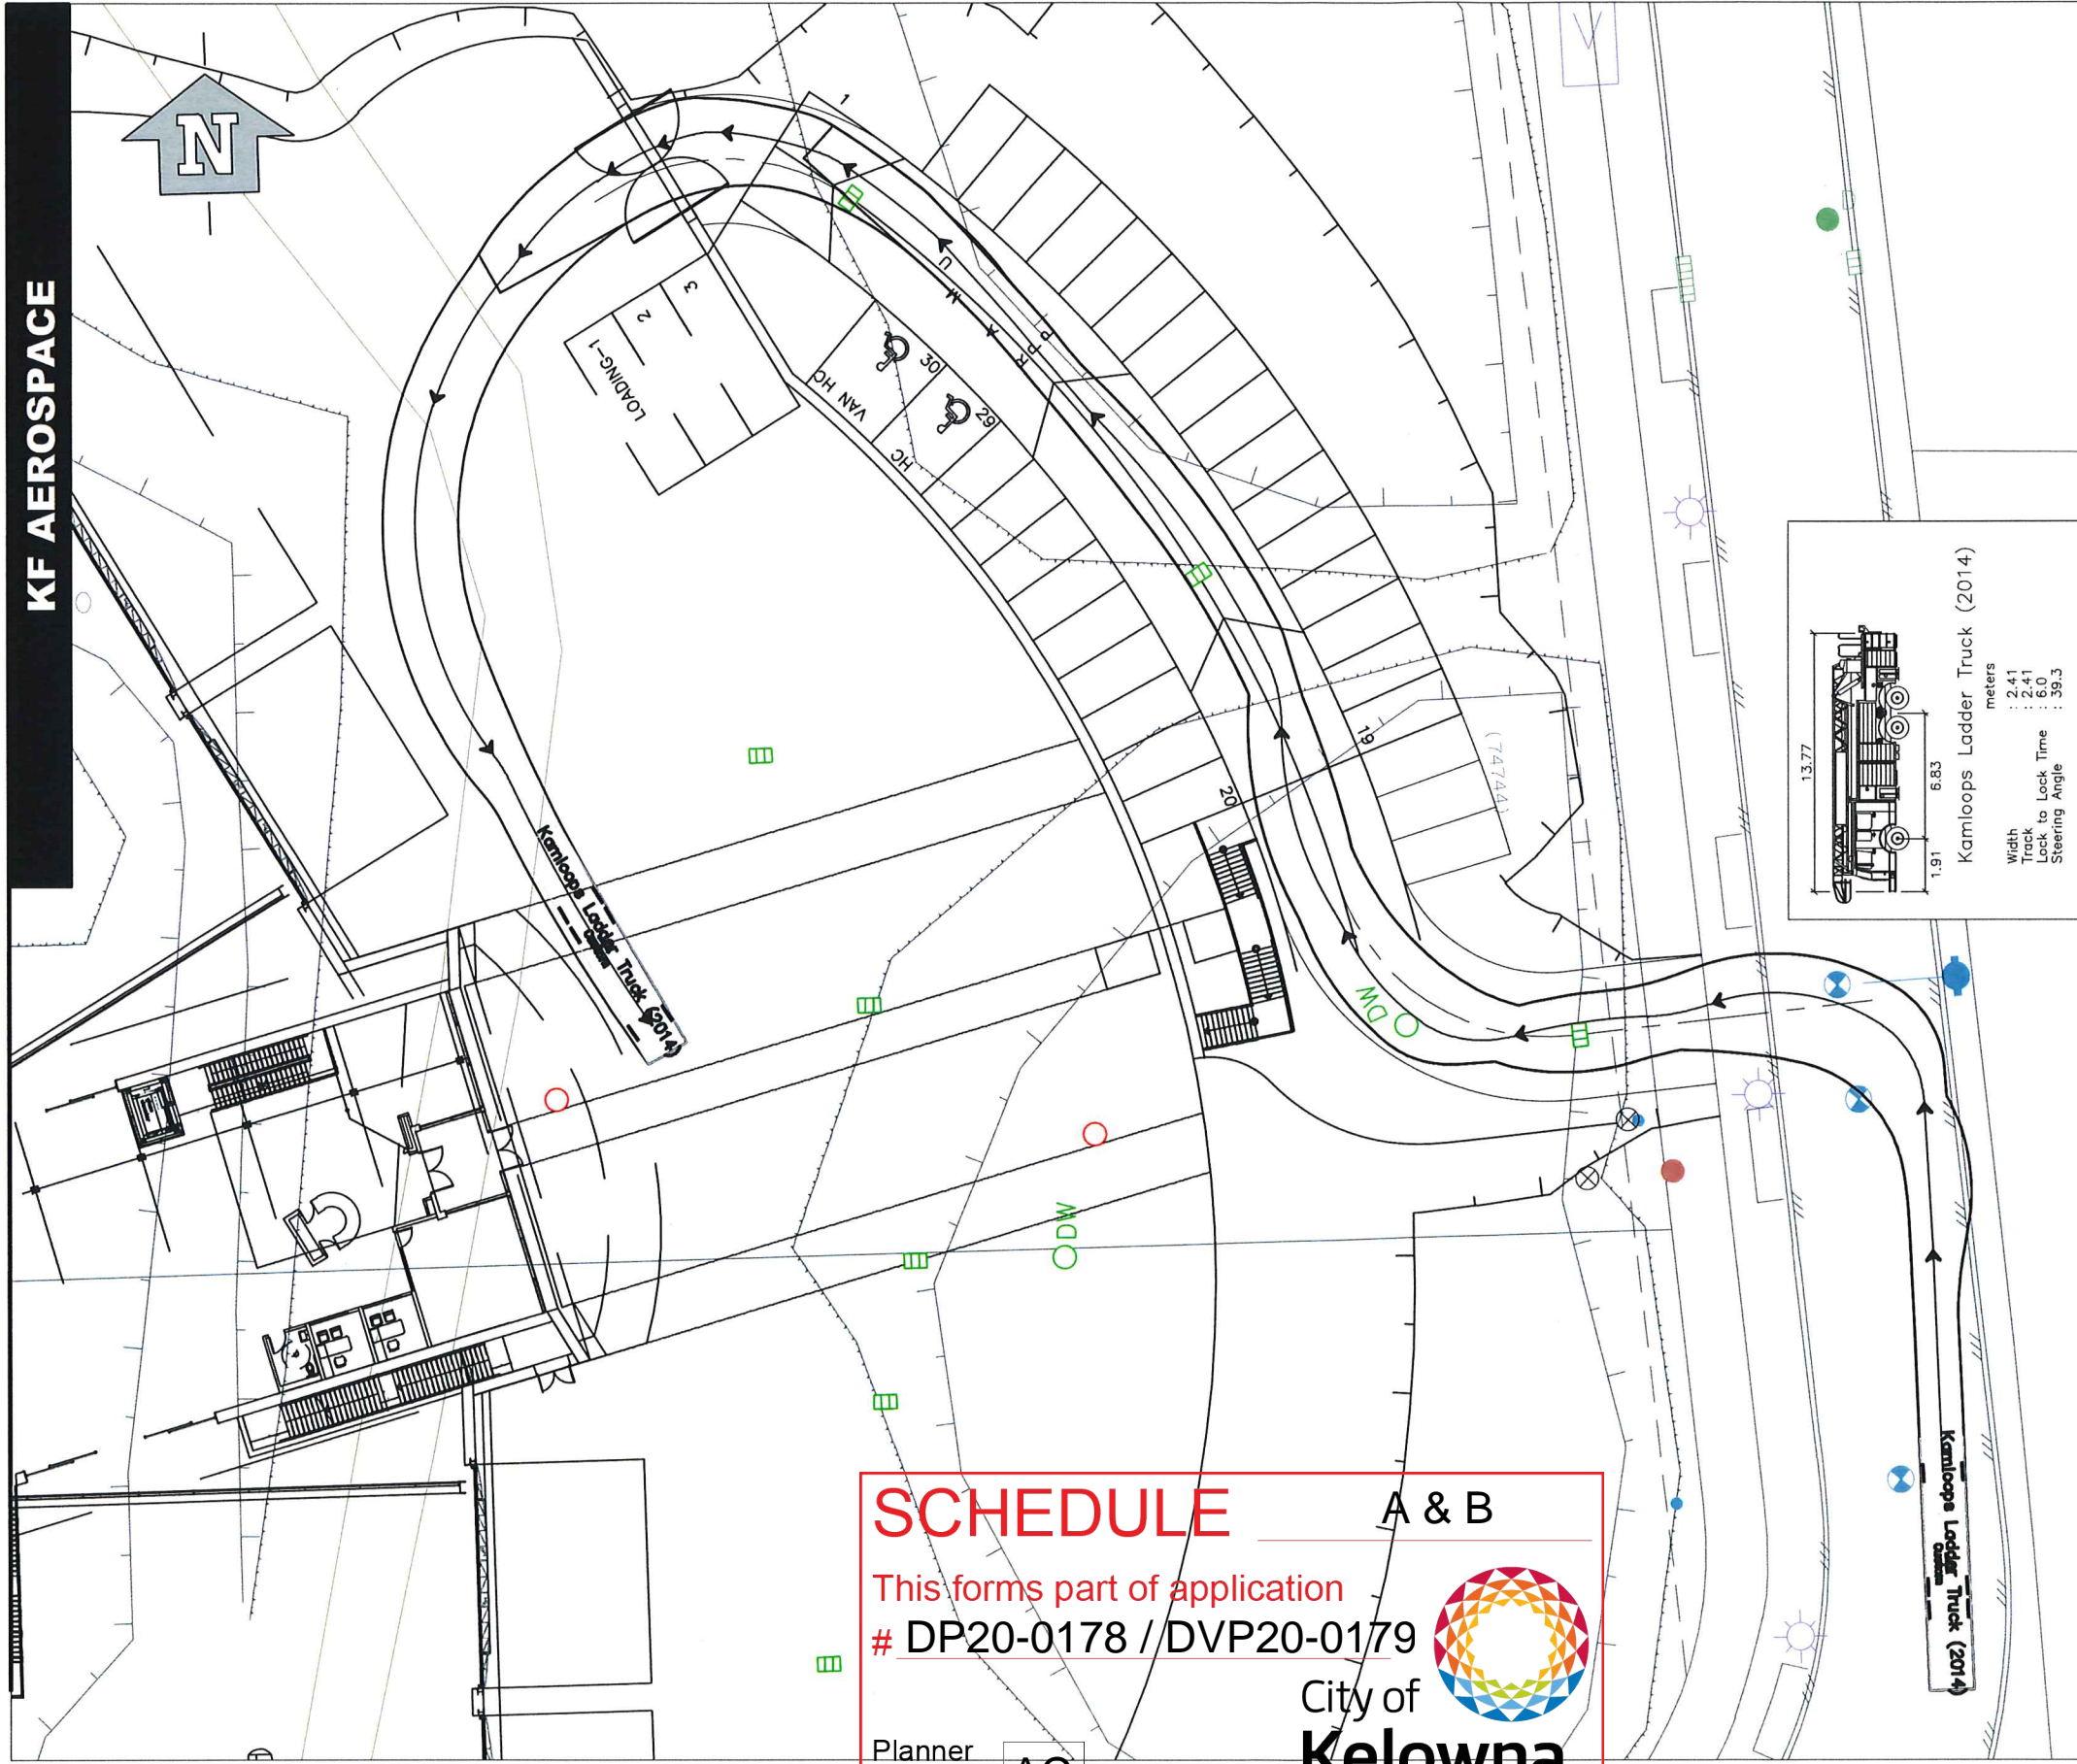 KF AEROSPACE
N
1
3
2
LOADING-1
30
VAN HC
29
HC
R A M U P
P
19
20
(747444)
DW
DW
Kamloops Ladder Truck (2014)
13.77
1.91
6.83
Kamloops Ladder Truck (2014)
meters
Width : 2.41
Track : 2.41
Lock to Lock Time : 6.0
Steering Angle : 39.3
Kamloops Ladder Truck (2014)
SCHEDULE A & B
This forms part of application
# DP20-0178 / DVP20-0179
City of
Kelowna
Planner